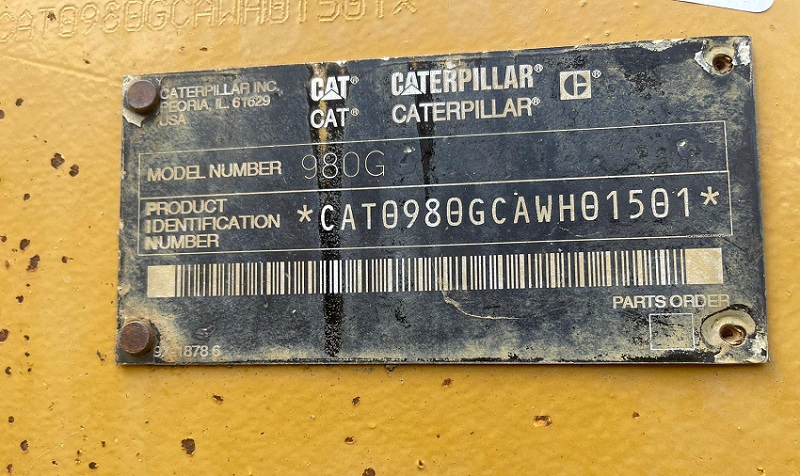 CAT0980GCAWH01501X
CATERPILLAR INC.
PEORIA, IL. 61629
USA
CAT® CATERPILLAR® ®
CAT® CATERPILLAR®
MODEL NUMBER 980G
PRODUCT
IDENTIFICATION
NUMBER
*CAT0980GCAWH01501*
PARTS ORDER